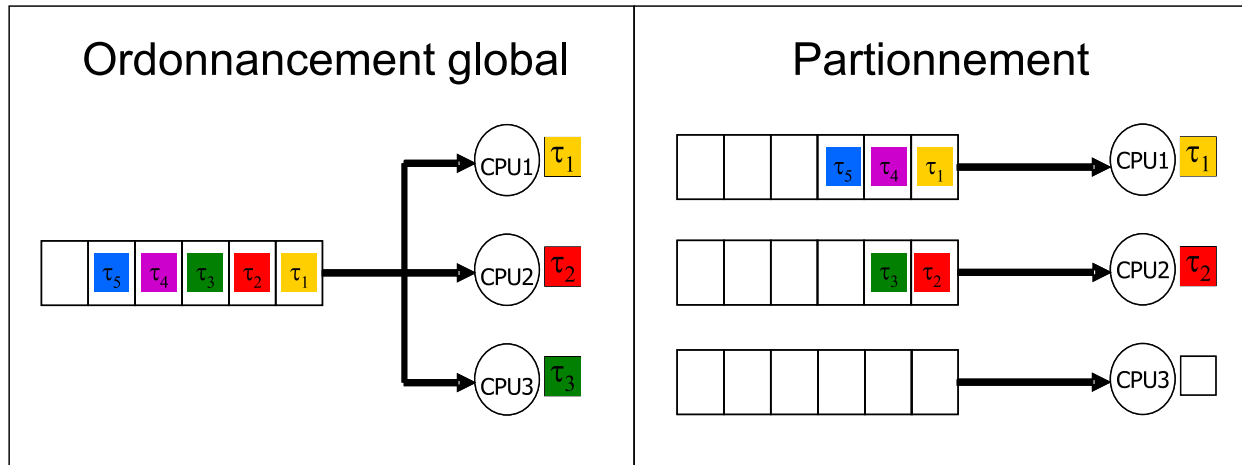 Ordonnancement global
CPU1 τ1
τ5 τ4 τ3 τ2 τ1
CPU2 τ2
CPU3 τ3
Partionnement
τ5 τ4 τ1
CPU1 τ1
τ3 τ2
CPU2 τ2
CPU3